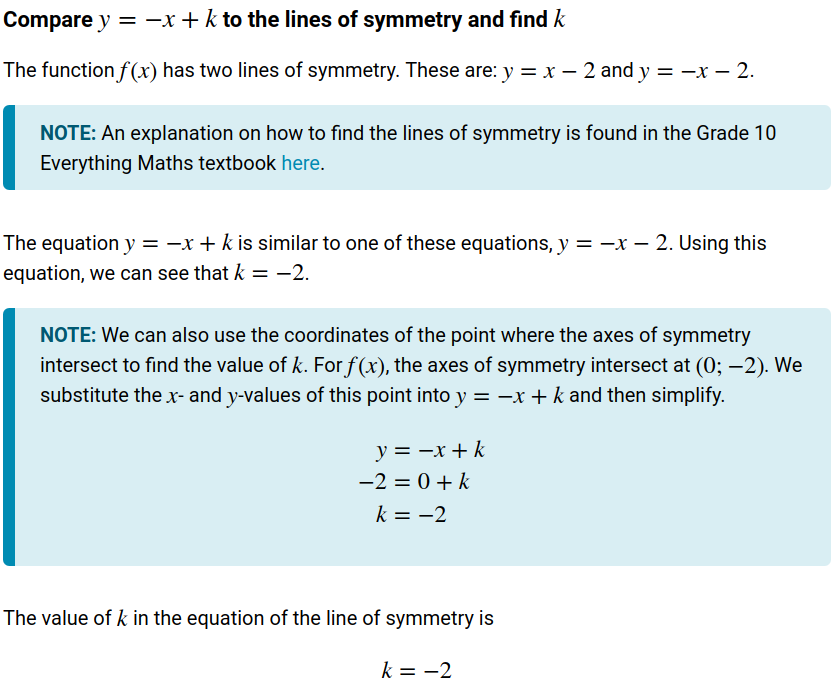 Compare y = −x + k to the lines of symmetry and find k
The function f(x) has two lines of symmetry. These are: y = x − 2 and y = −x − 2.
NOTE: An explanation on how to find the lines of symmetry is found in the Grade 10
Everything Maths textbook here.
The equation y = −x + k is similar to one of these equations, y = −x − 2. Using this
equation, we can see that k = −2.
NOTE: We can also use the coordinates of the point where the axes of symmetry
intersect to find the value of k. For f(x), the axes of symmetry intersect at (0; −2). We
substitute the x- and y-values of this point into y = −x + k and then simplify.
y = −x + k
−2 = 0 + k
k = −2
The value of k in the equation of the line of symmetry is
k = −2